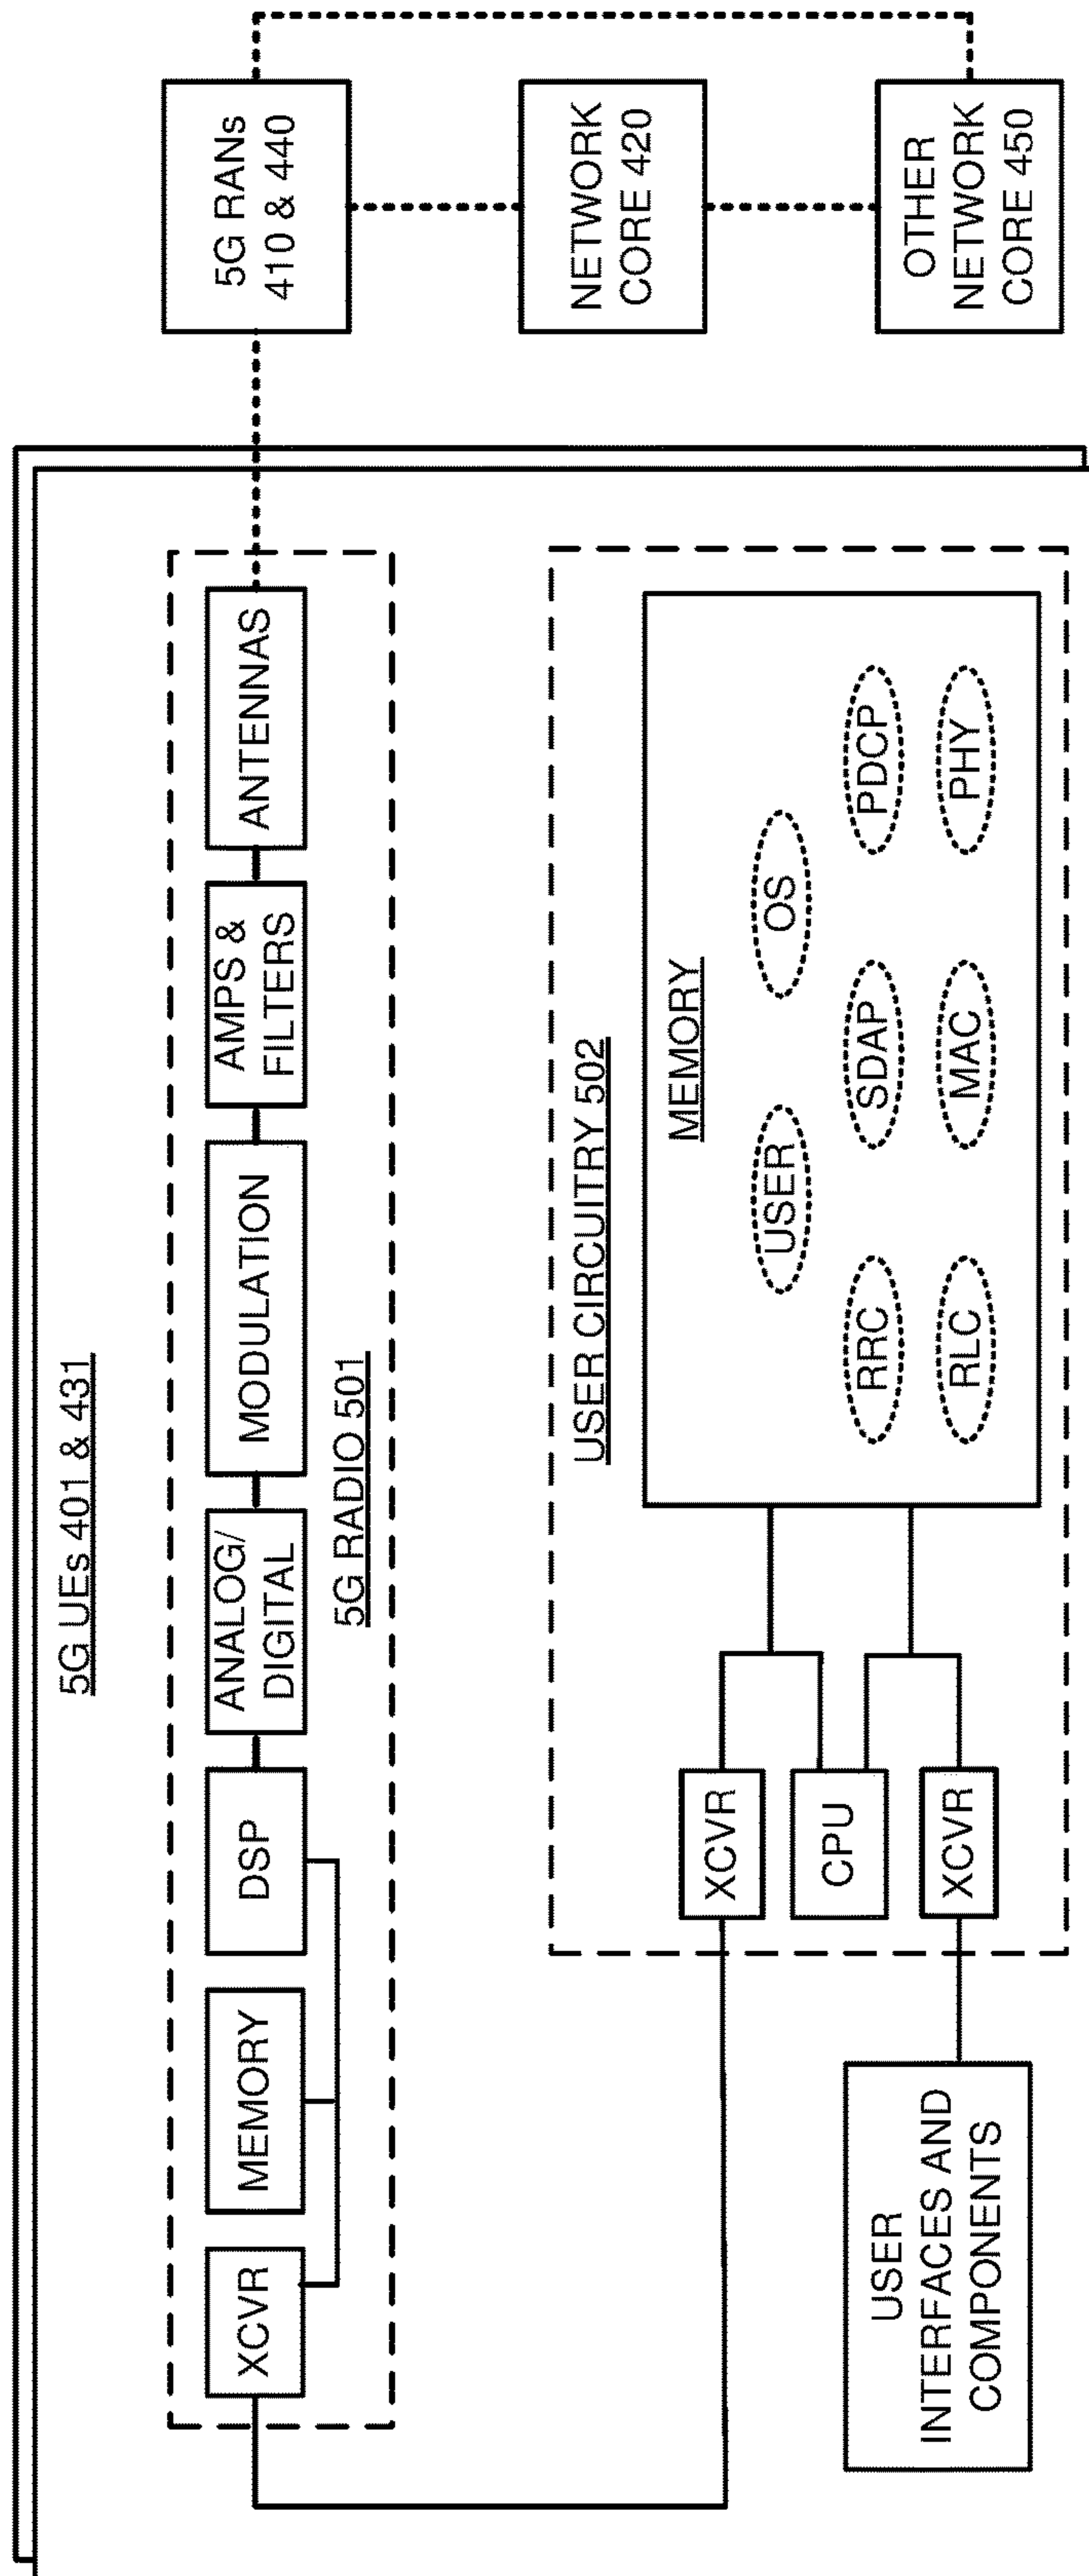 5G UEs 401 & 431
XCVR
MEMORY
DSP
ANALOG/
DIGITAL
MODULATION
AMPS &
FILTERS
ANTENNAS
5G RADIO 501
5G RANs
410 & 440
NETWORK
CORE 420
OTHER
NETWORK
CORE 450
USER CIRCUITRY 502
XCVR
CPU
XCVR
MEMORY
USER
OS
RRC
SDAP
PDCP
RLC
MAC
PHY
USER
INTERFACES AND
COMPONENTS